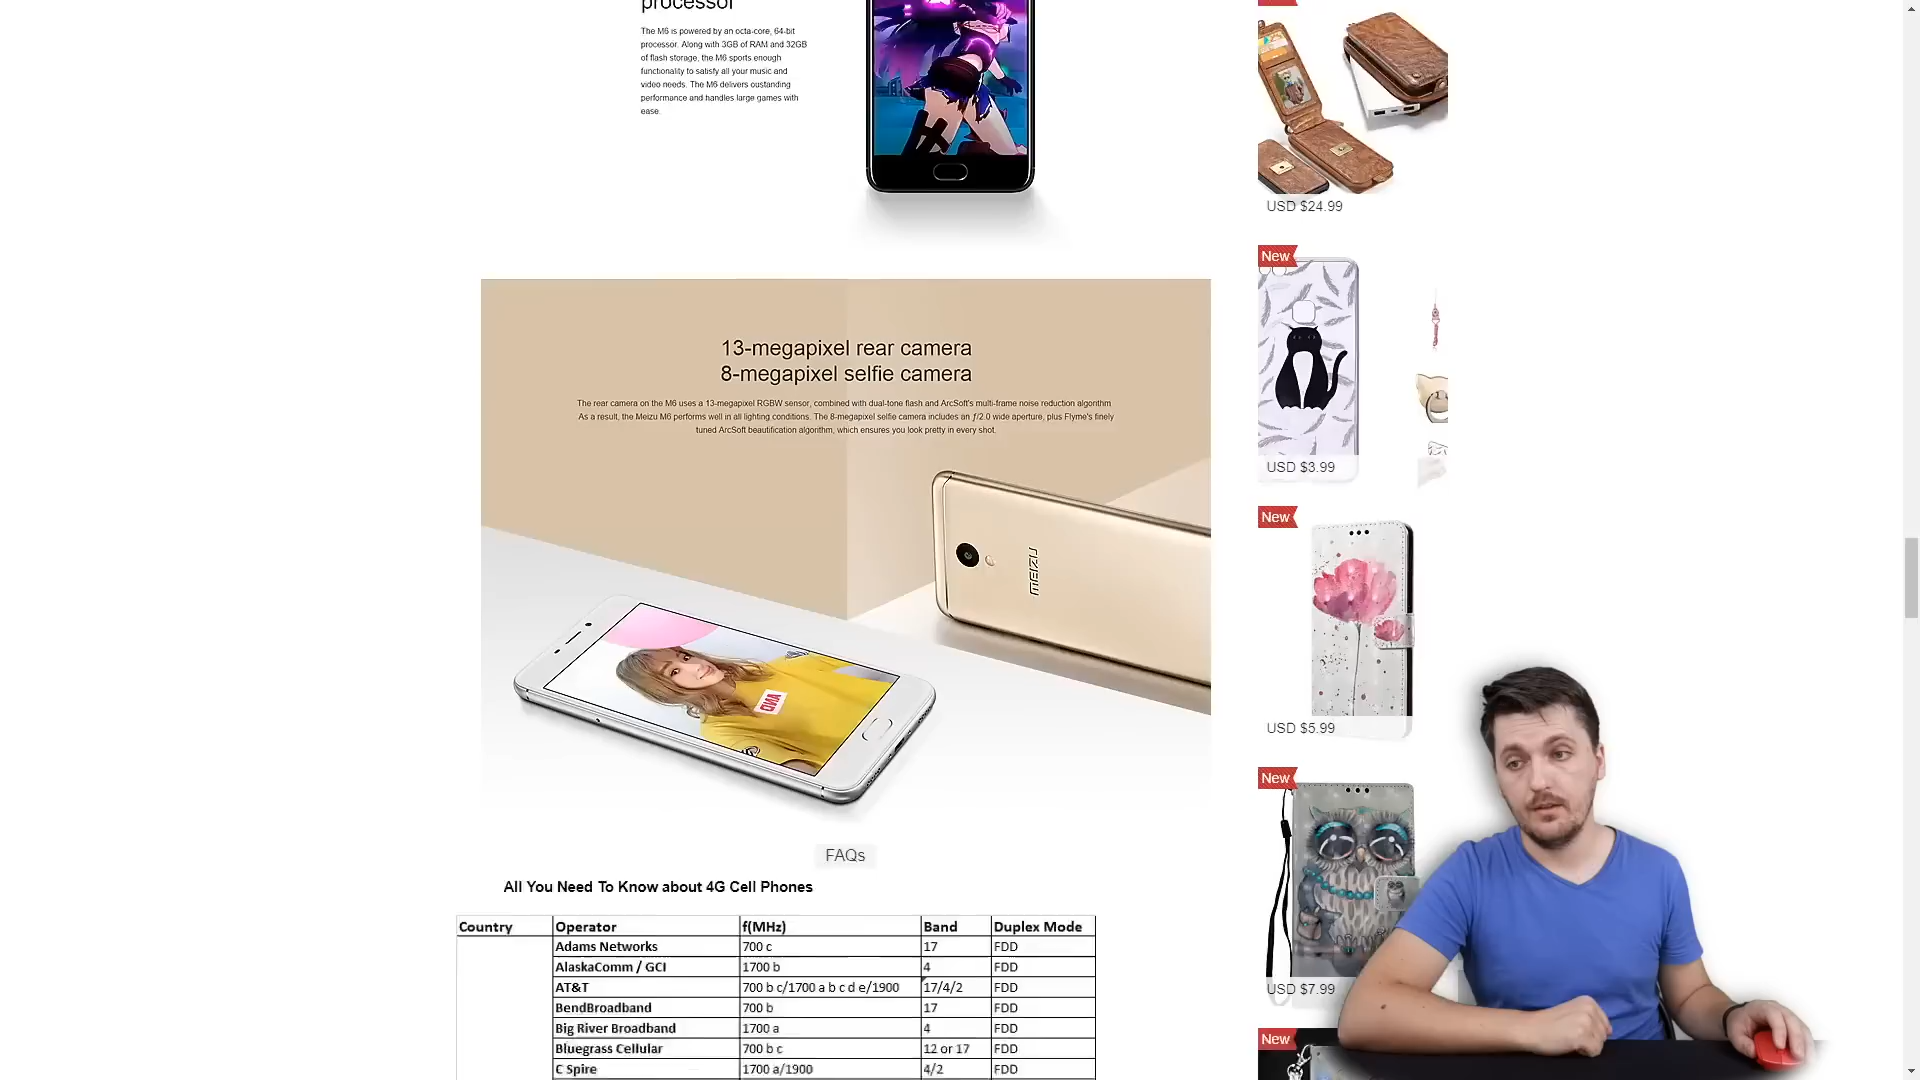 processor
The M6 is powered by an octa-core, 64-bit
processor. Along with 3GB of RAM and 32GB
of flash storage, the M6 sports enough
functionality to satisfy all your music and
video needs. The M6 delivers oustanding
performance and handles large games with
ease.
13-megapixel rear camera
8-megapixel selfie camera
The rear camera on the M6 uses a 13-megapixel RGBW sensor, combined with dual-tone flash and ArcSoft's multi-frame noise reduction algorithm
As a result, the Meizu M6 performs well in all lighting conditions. The 8-megapixel selfie camera includes an ƒ/2.0 wide aperture, plus Flyme's finely
tuned ArcSoft beautification algorithm, which ensures you look pretty in every shot.
MEIZU
AND
FAQs
All You Need To Know about 4G Cell Phones
Country Operator f(MHz) Band Duplex Mode
Adams Networks 700 c 17 FDD
AlaskaComm / GCI 1700 b 4 FDD
AT&T 700 b c/1700 a b c d e/1900 17/4/2 FDD
BendBroadband 700 b 17 FDD
Big River Broadband 1700 a 4 FDD
Bluegrass Cellular 700 b c 12 or 17 FDD
C Spire 1700 a/1900 4/2 FDD
USD $24.99
New
USD $3.99
New
USD $5.99
New
USD $7.99
New